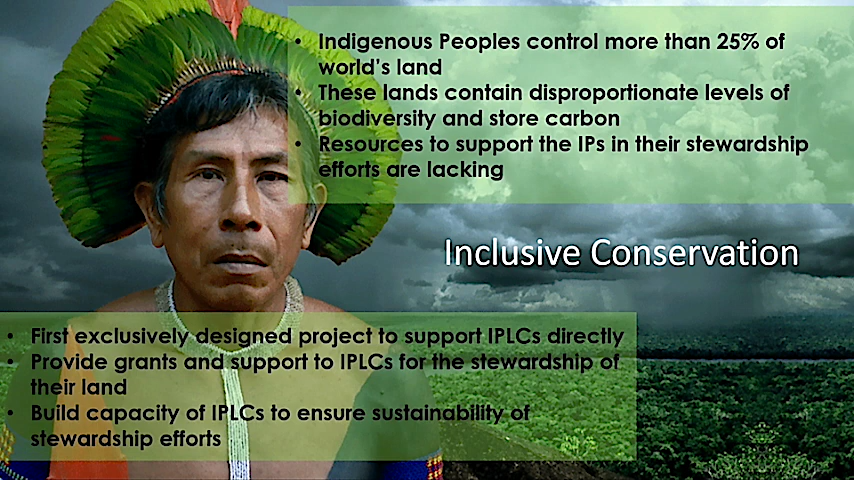 • Indigenous Peoples control more than 25% of
world's land
• These lands contain disproportionate levels of
biodiversity and store carbon
• Resources to support the IPs in their stewardship
efforts are lacking
Inclusive Conservation
• First exclusively designed project to support IPLCs directly
• Provide grants and support to IPLCs for the stewardship of
their land
• Build capacity of IPLCs to ensure sustainability of
stewardship efforts